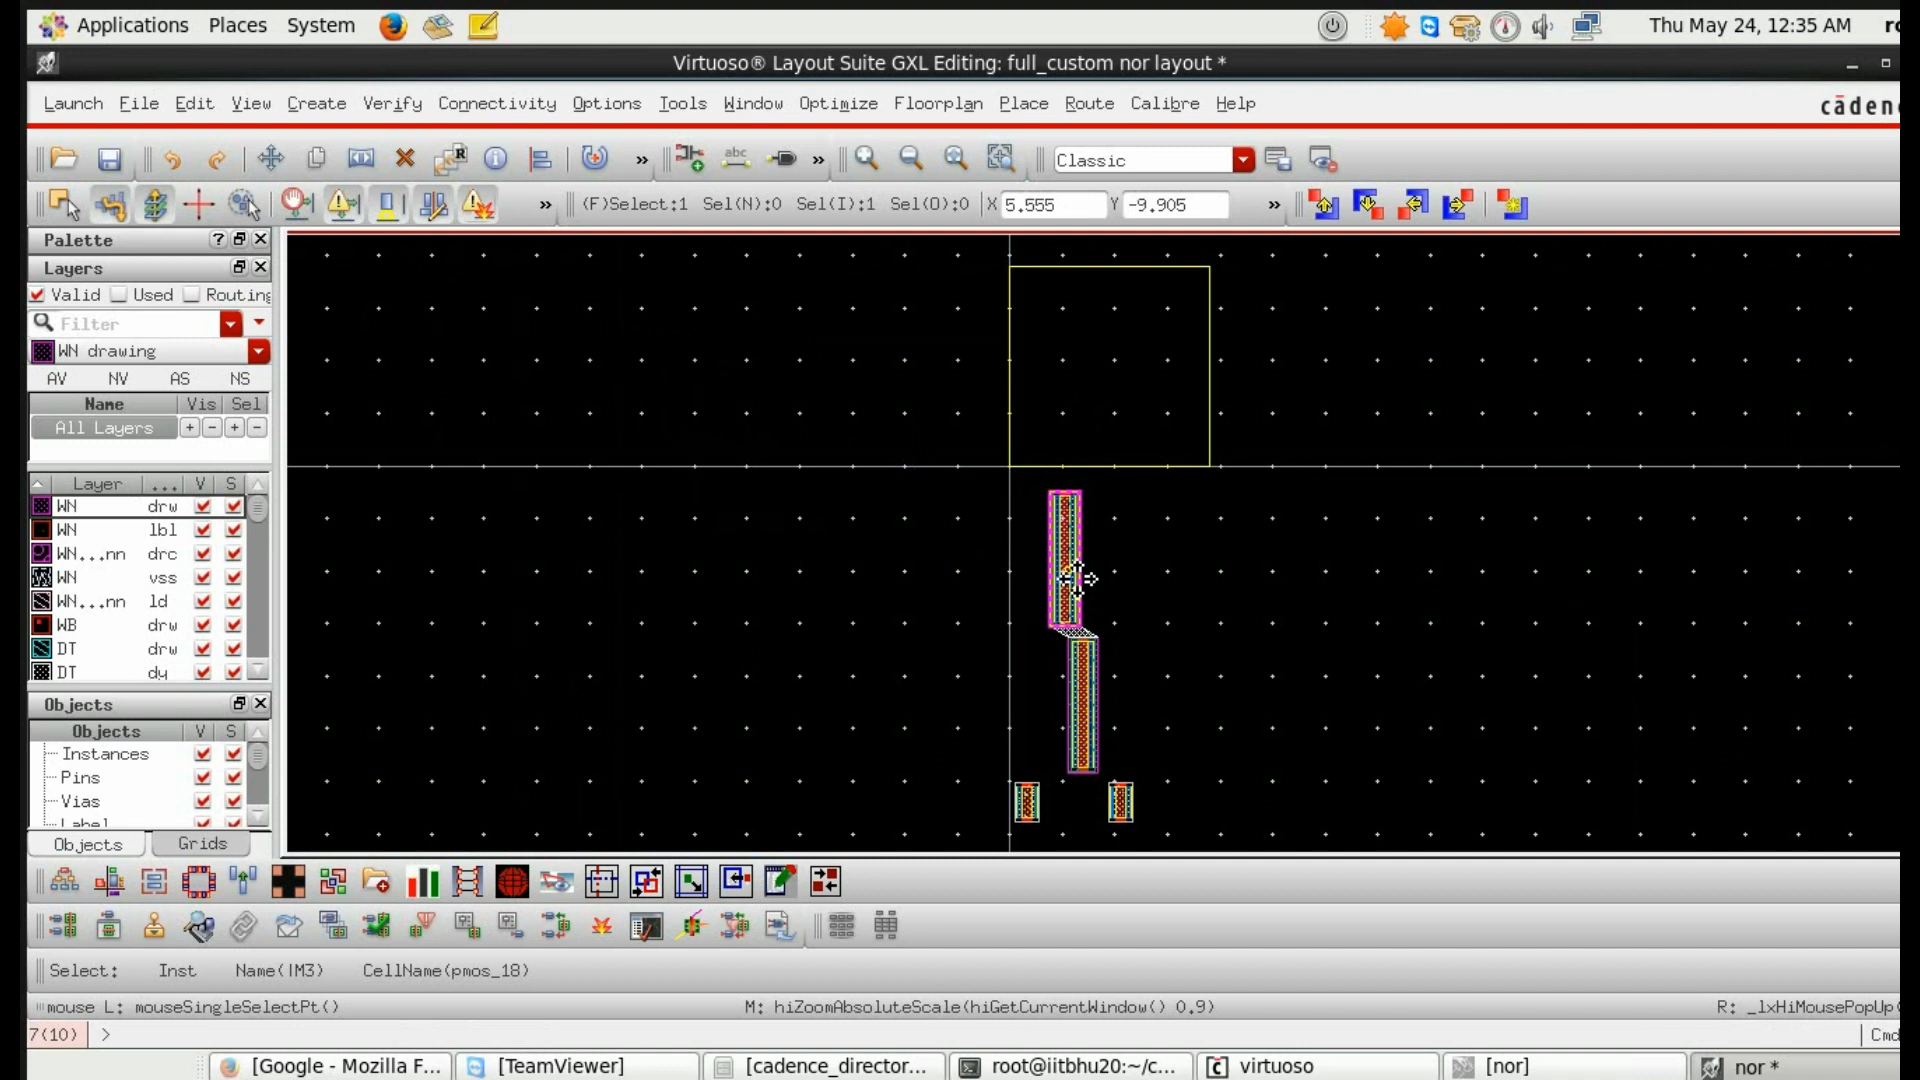 Applications Places System Thu May 24, 12:35 AM
Virtuoso® Layout Suite GXL Editing: full_custom nor layout *
Launch File Edit View Create Verify Connectivity Options Tools Window Optimize Floorplan Place Route Calibre Help
cāden
R abc Classic
(F)Select:1 Sel(N):0 Sel(I):1 Sel(O):0 X 5.555 Y -9.905
Palette ?
Layers
Valid Used Routing
Filter
WN drawing
AV NV AS NS
Name Vis Sel
All Layers + - + -
Layer ... V S
WN drw
WN lbl
WN...nn drc
WN vss
WN...nn ld
WB drw
DT drw
DT dy
Objects
Objects V S
Instances
Pins
Vias
Label
Objects Grids
Select: Inst Name(|M3) CellName(pmos_18)
mouse L: mouseSingleSelectPt() M: hiZoomAbsoluteScale(hiGetCurrentWindow() 0.9) R: _lxHiMousePopUp(
7(10) > Cmd
[Google - Mozilla F... [TeamViewer] [cadence_director... root@iitbhu20:~/c... virtuoso [nor] nor *